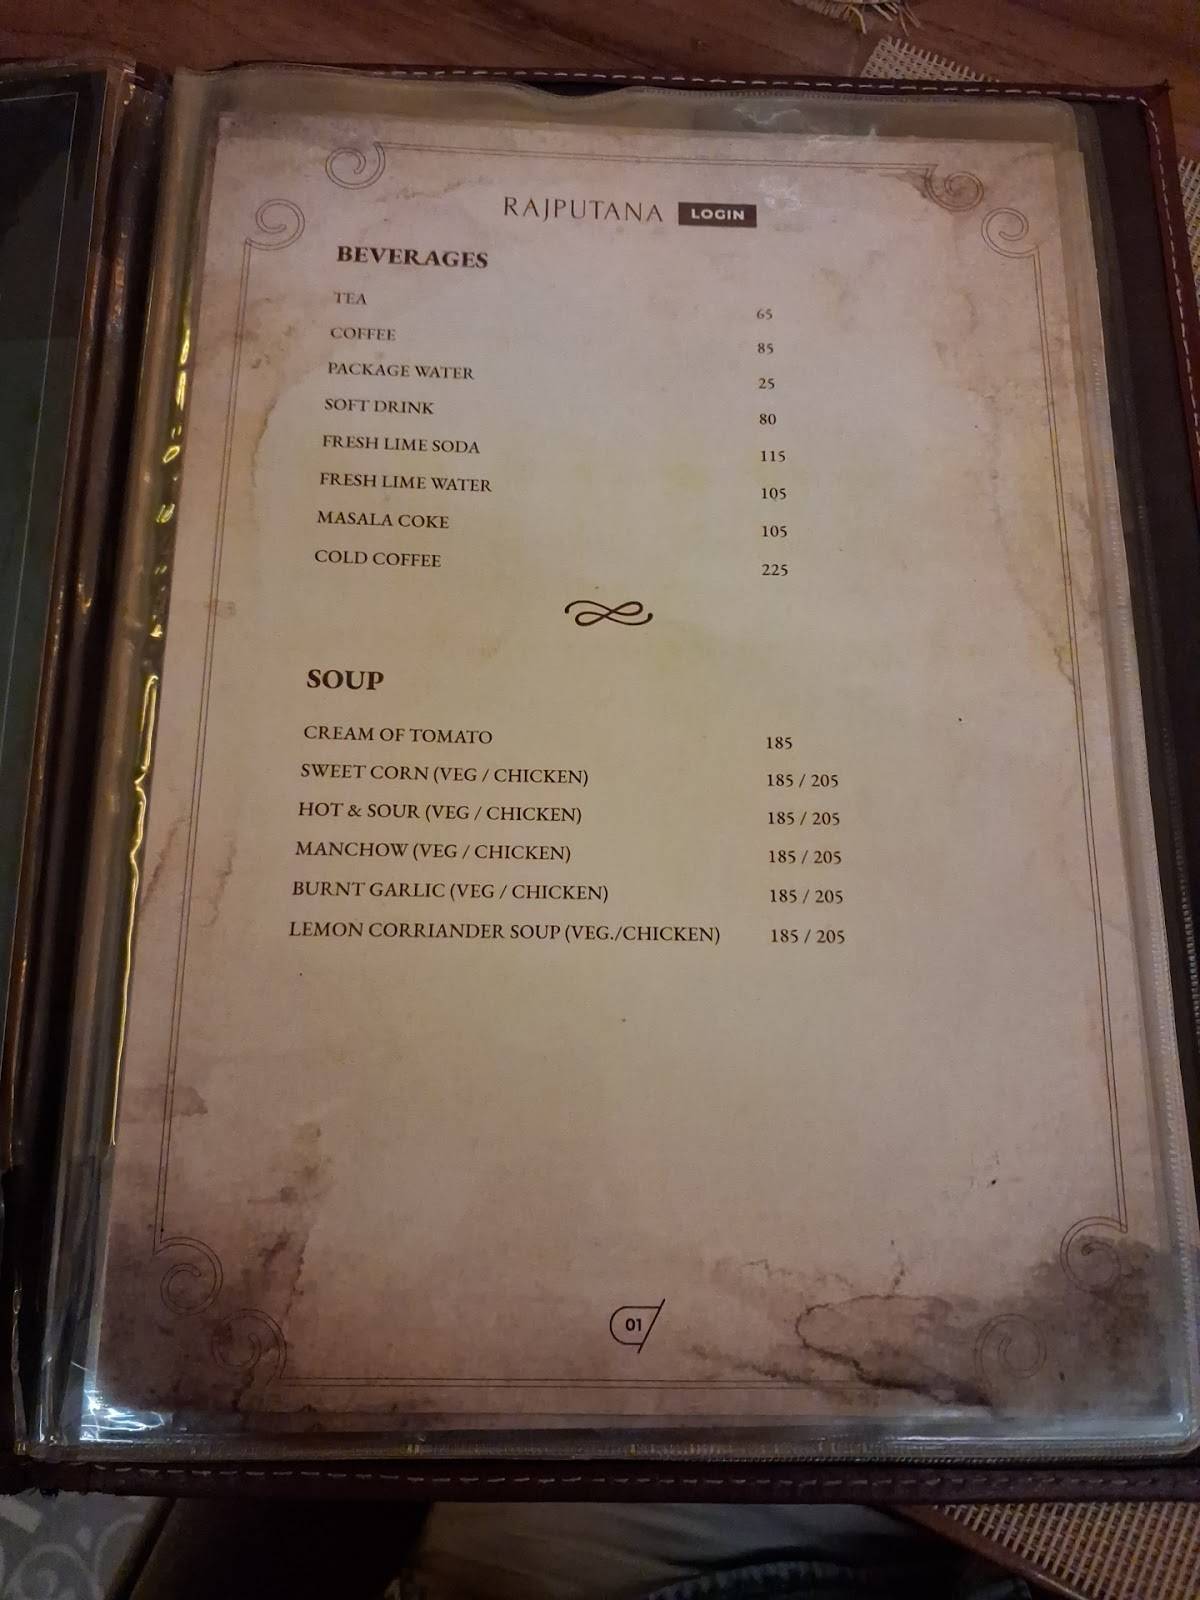 RAJPUTANA LOGIN
BEVERAGES
TEA 65
COFFEE 85
PACKAGE WATER 25
SOFT DRINK 80
FRESH LIME SODA 115
FRESH LIME WATER 105
MASALA COKE 105
COLD COFFEE 225
SOUP
CREAM OF TOMATO 185
SWEET CORN (VEG / CHICKEN) 185 / 205
HOT & SOUR (VEG / CHICKEN) 185 / 205
MANCHOW (VEG / CHICKEN) 185 / 205
BURNT GARLIC (VEG / CHICKEN) 185 / 205
LEMON CORRIANDER SOUP (VEG./CHICKEN) 185 / 205
01